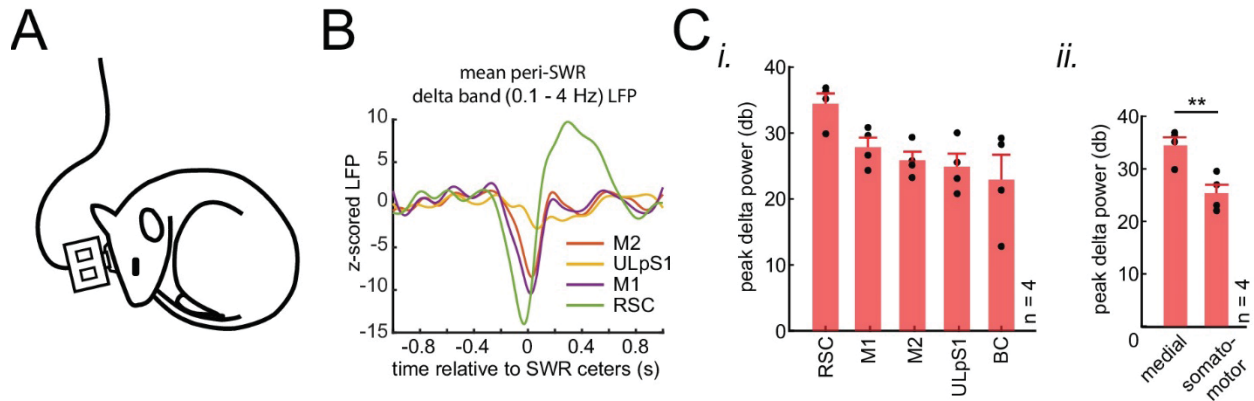 A
B
mean peri-SWR
delta band (0.1 - 4 Hz) LFP
z-scored LFP
10
5
0
-5
-10
-15
M2
ULpS1
M1
RSC
-0.8
-0.4
0
0.4
0.8
time relative to SWR ceters (s)
C
i.
peak delta power (db)
40
30
20
10
0
RSC
M1
M2
ULpS1
BC
n = 4
ii.
**
peak delta power (db)
40
30
20
10
0
medial
somato-
motor
n = 4